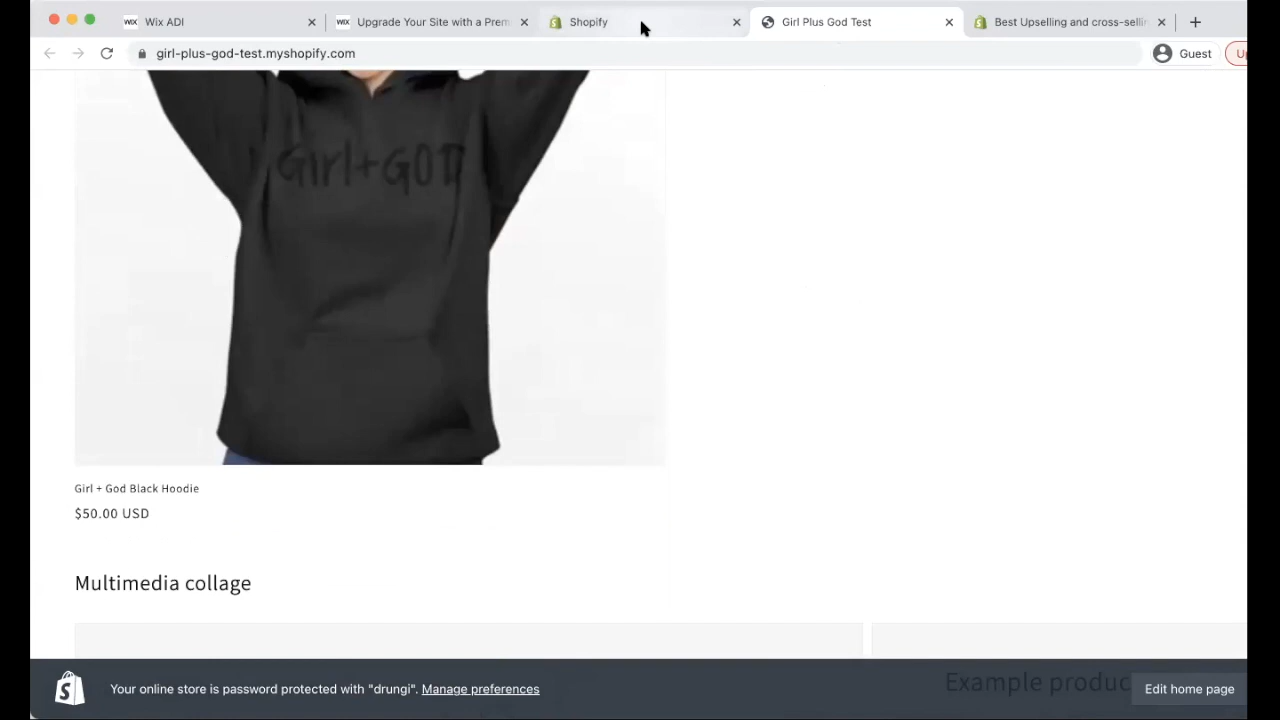 Wix ADI
WIX Upgrade Your Site with a Prem
Shopify
Girl Plus God Test
Best Upselling and cross-sellin
girl-plus-god-test.myshopify.com
Guest
Up
Girl+GOD
Girl + God Black Hoodie
$50.00 USD
Multimedia collage
Example produc
Your online store is password protected with "drungi". Manage preferences
Edit home page